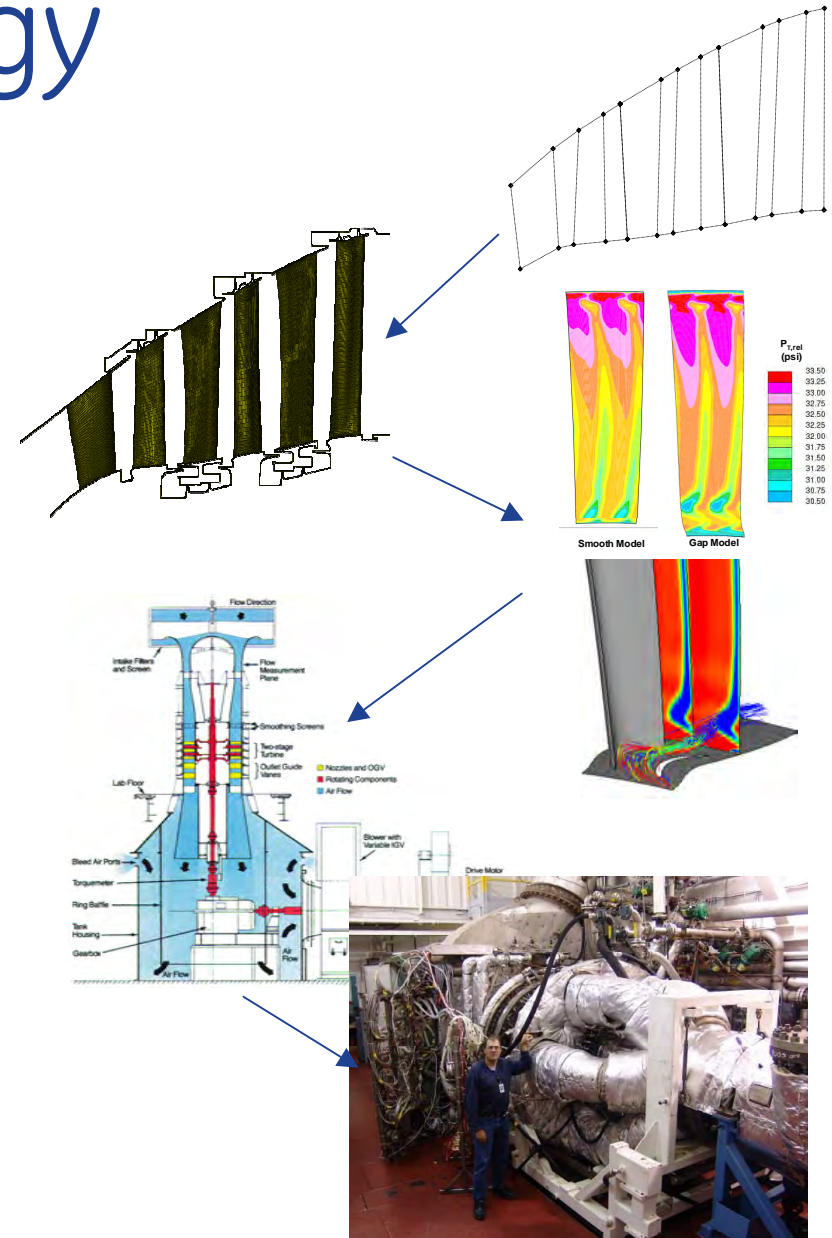 gy
P T,rel
(psi)
33.50
33.25
33.00
32.75
32.50
32.25
32.00
31.75
31.50
31.25
31.00
30.75
30.50
Smooth Model
Gap Model
Flow Direction
Intake Filters
and Screen
Flow
Measurement
Plane
Smoothing Screens
Two-stage
Turbine
Outlet Guide
Vanes
Nozzles and OGV
Rotating Components
Air Flow
Lab Floor
Blower with
Variable IGV
Bleed Air Ports
Drive Motor
Torquemeter
Ring Baffle
Tank
Housing
Gearbox
Air
Flow
Air Flow